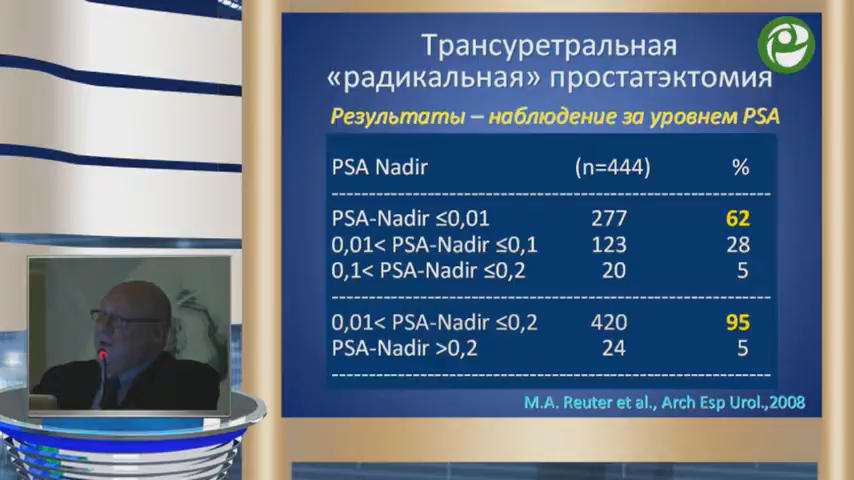 Трансуретральная
«радикальная» простатэктомия
Результаты – наблюдение за уровнем PSA
PSA Nadir (n=444) %
PSA-Nadir ≤0,01 277 62
0,01< PSA-Nadir ≤0,1 123 28
0,1< PSA-Nadir ≤0,2 20 5
0,01< PSA-Nadir ≤0,2 420 95
PSA-Nadir >0,2 24 5
M.A. Reuter et al., Arch Esp Urol.,2008